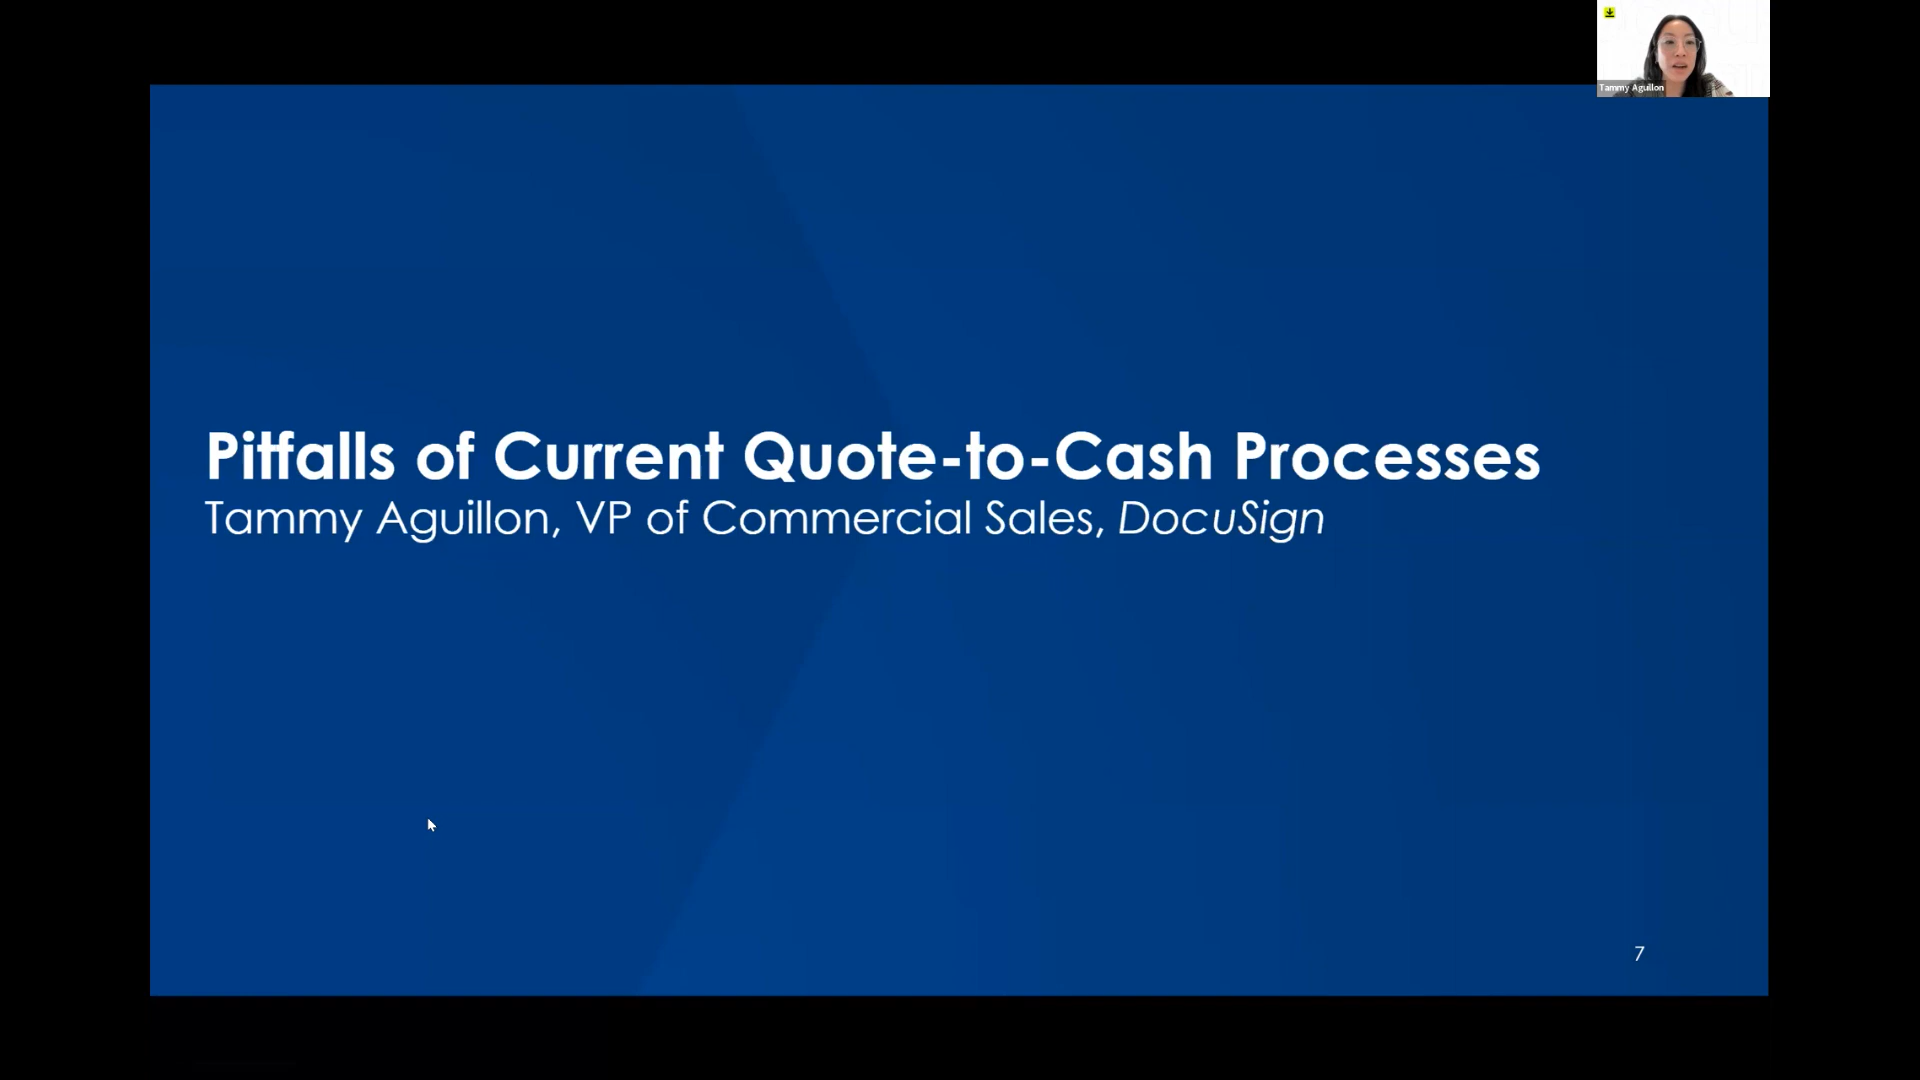 Tammy Aguillon
Pitfalls of Current Quote-to-Cash Processes
Tammy Aguillon, VP of Commercial Sales, DocuSign
7